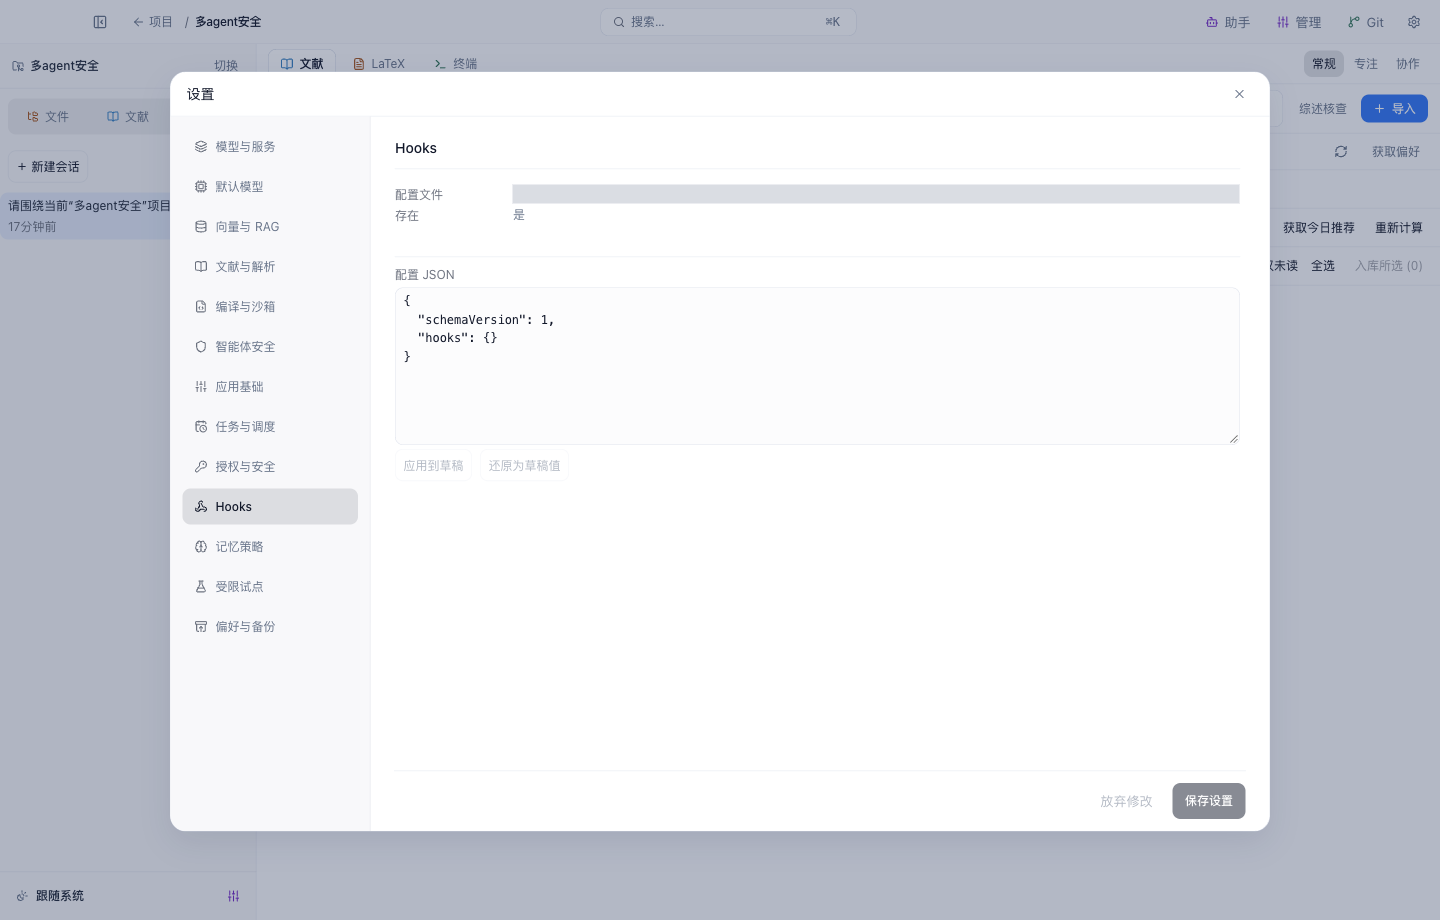 项目 / 多agent安全
搜索... ⌘K
助手 管理 Git
多agent安全 切换
文献 LaTeX 终端
常规 专注 协作
文件 文献
综述核查 + 导入
获取偏好
+ 新建会话
请围绕当前“多agent安全”项目
17分钟前
获取今日推荐 重新计算
未读 全选 入库所选 (0)
跟随系统
设置
模型与服务
默认模型
向量与 RAG
文献与解析
编译与沙箱
智能体安全
应用基础
任务与调度
授权与安全
Hooks
记忆策略
受限试点
偏好与备份
Hooks
配置文件
存在 是
配置 JSON
{
"schemaVersion": 1,
"hooks": {}
}
应用到草稿 还原为草稿值
放弃修改 保存设置